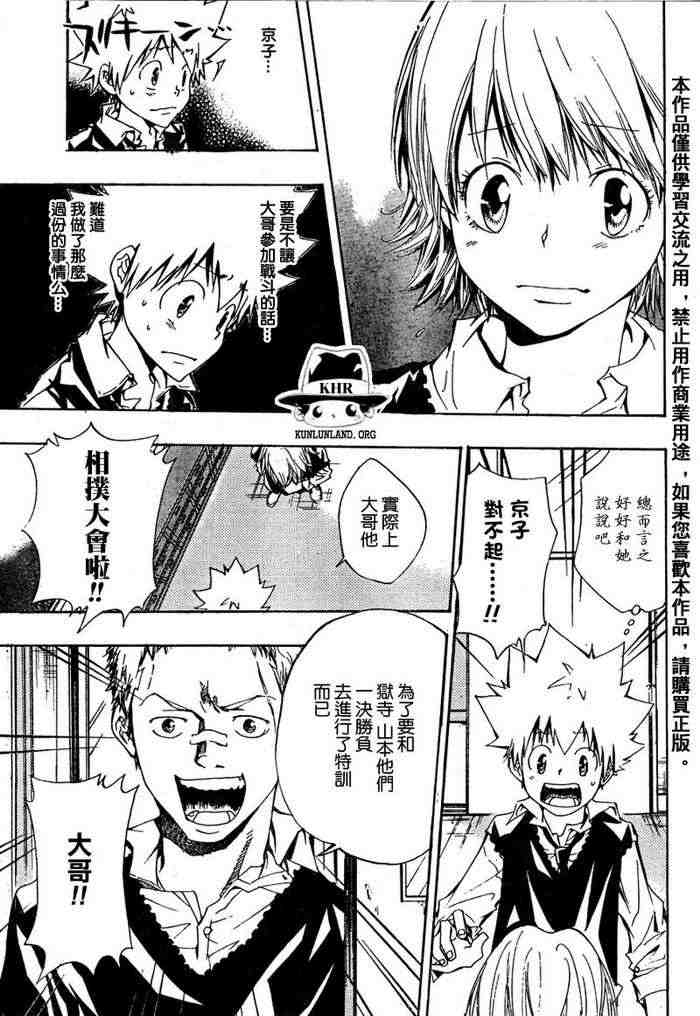 京子…
ズキーン
要是不讓
大哥參加戰斗的話…
難道
我做了那麼
過份的事情么…
KHR
KUNLUNLAND.ORG
總而言之
好好和她
說說吧
京子
對不起……!!
實際上
大哥他
相撲大會啦!!
為了要和
獄寺 山本他們
一決勝負
去進行了特訓
而已
大哥!!
本作品僅供學習交流之用，禁止用作商業用途，如果您喜歡本作品，請購買正版。